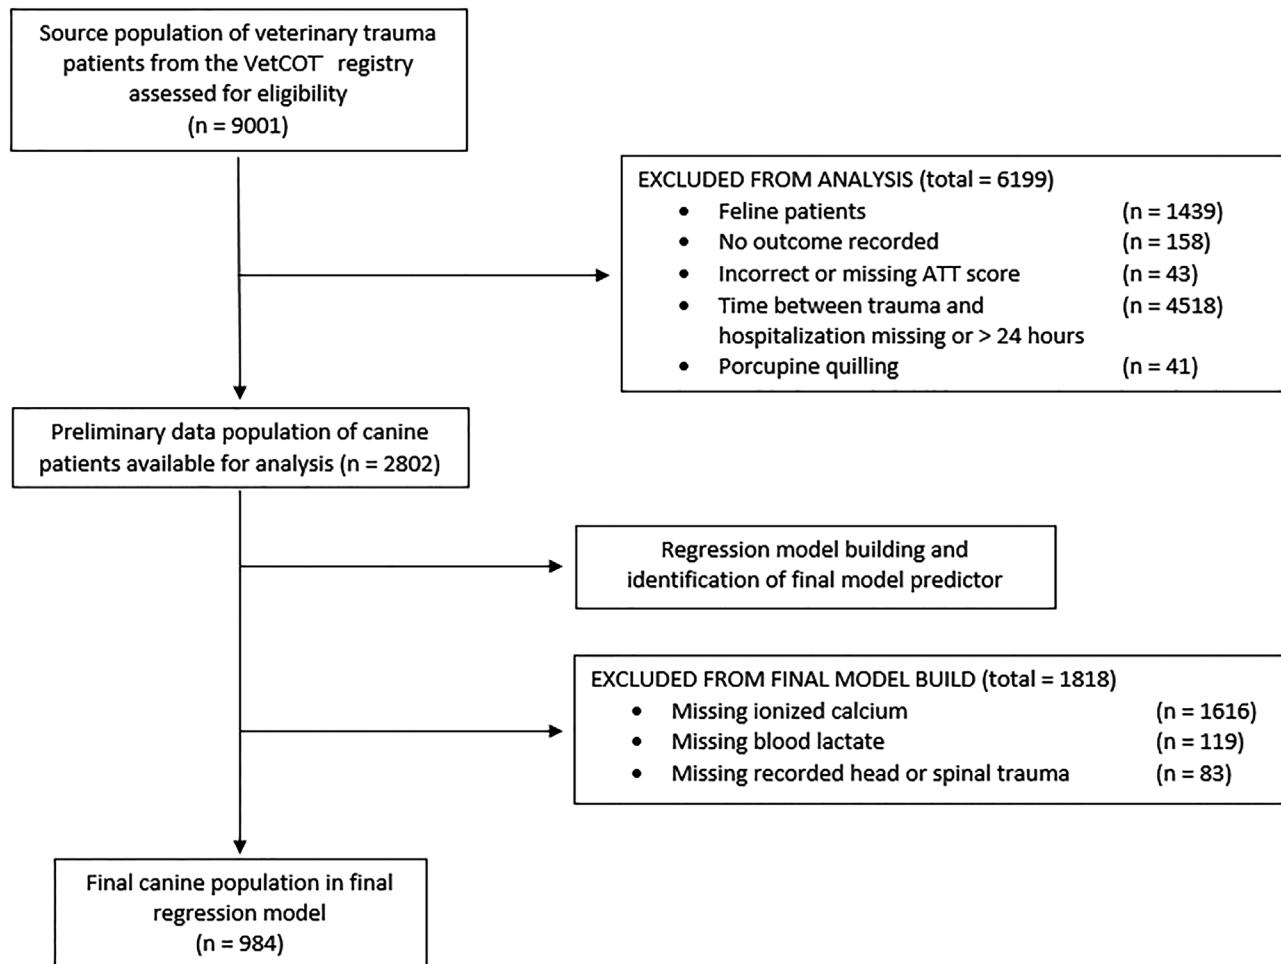 Source population of veterinary trauma
patients from the VetCOT registry
assessed for eligibility
(n = 9001)
EXCLUDED FROM ANALYSIS (total = 6199)
• Feline patients (n = 1439)
• No outcome recorded (n = 158)
• Incorrect or missing ATT score (n = 43)
• Time between trauma and (n = 4518)
hospitalization missing or > 24 hours
• Porcupine quilling (n = 41)
Preliminary data population of canine
patients available for analysis (n = 2802)
Regression model building and
identification of final model predictor
EXCLUDED FROM FINAL MODEL BUILD (total = 1818)
• Missing ionized calcium (n = 1616)
• Missing blood lactate (n = 119)
• Missing recorded head or spinal trauma (n = 83)
Final canine population in final
regression model
(n = 984)